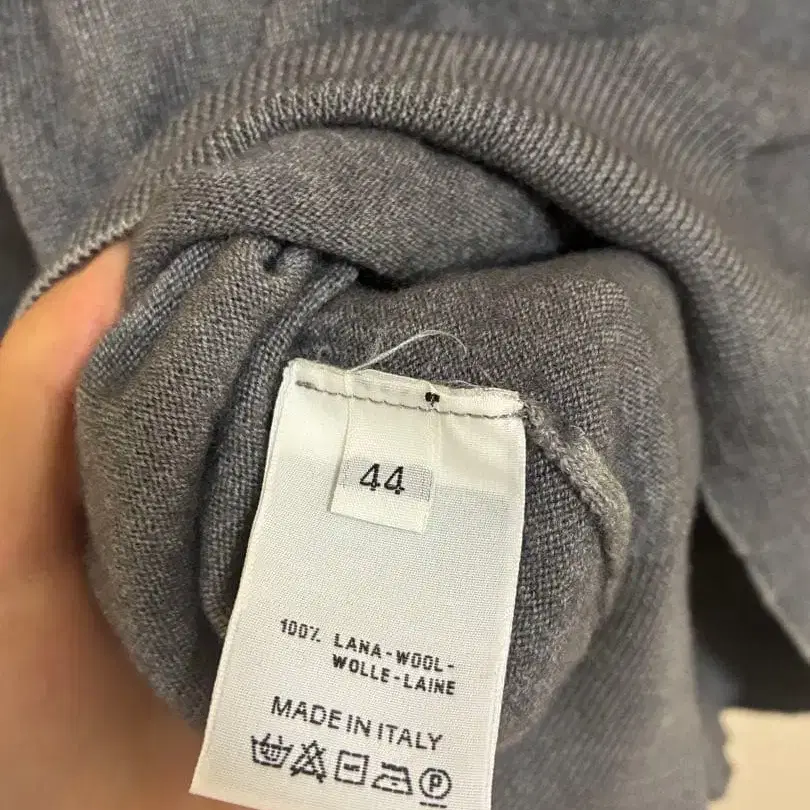 44
100% LANA-WOOL-
WOLLE-LAINE
MADE IN ITALY
P